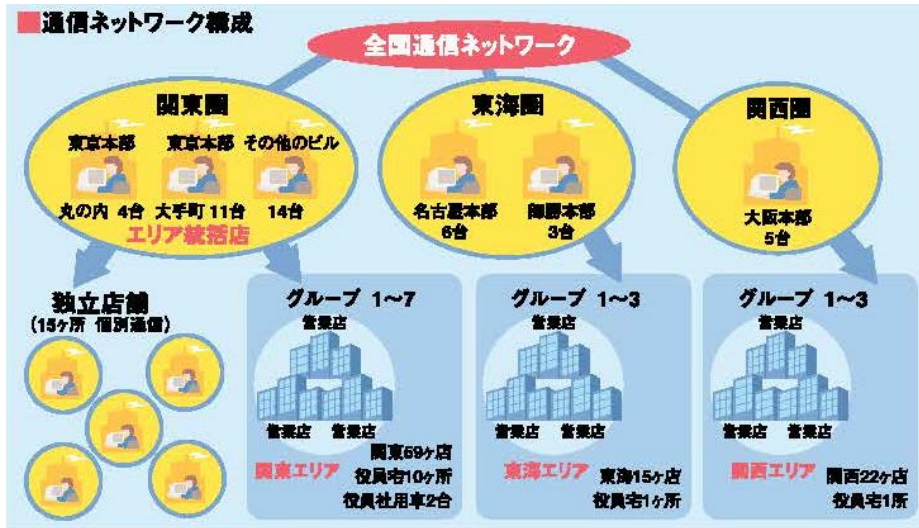 ■通信ネットワーク構成
全国通信ネットワーク
関東圏
東京本部 東京本部 その他のビル
丸の内 4台 大手町 11台 14台
エリア統括店
東海圏
名古屋本部 師勝本部
6台 3台
関西圏
大阪本部
5台
独立店舗
(15ヶ所 個別通信)
グループ 1〜7
営業店
営業店 営業店
関東エリア
関東69ヶ店
役員宅10ヶ所
役員社用車2台
グループ 1〜3
営業店
営業店 営業店
東海エリア
東海15ヶ店
役員宅1ヶ所
グループ 1〜3
営業店
営業店 営業店
関西エリア
関西22ヶ店
役員宅1所